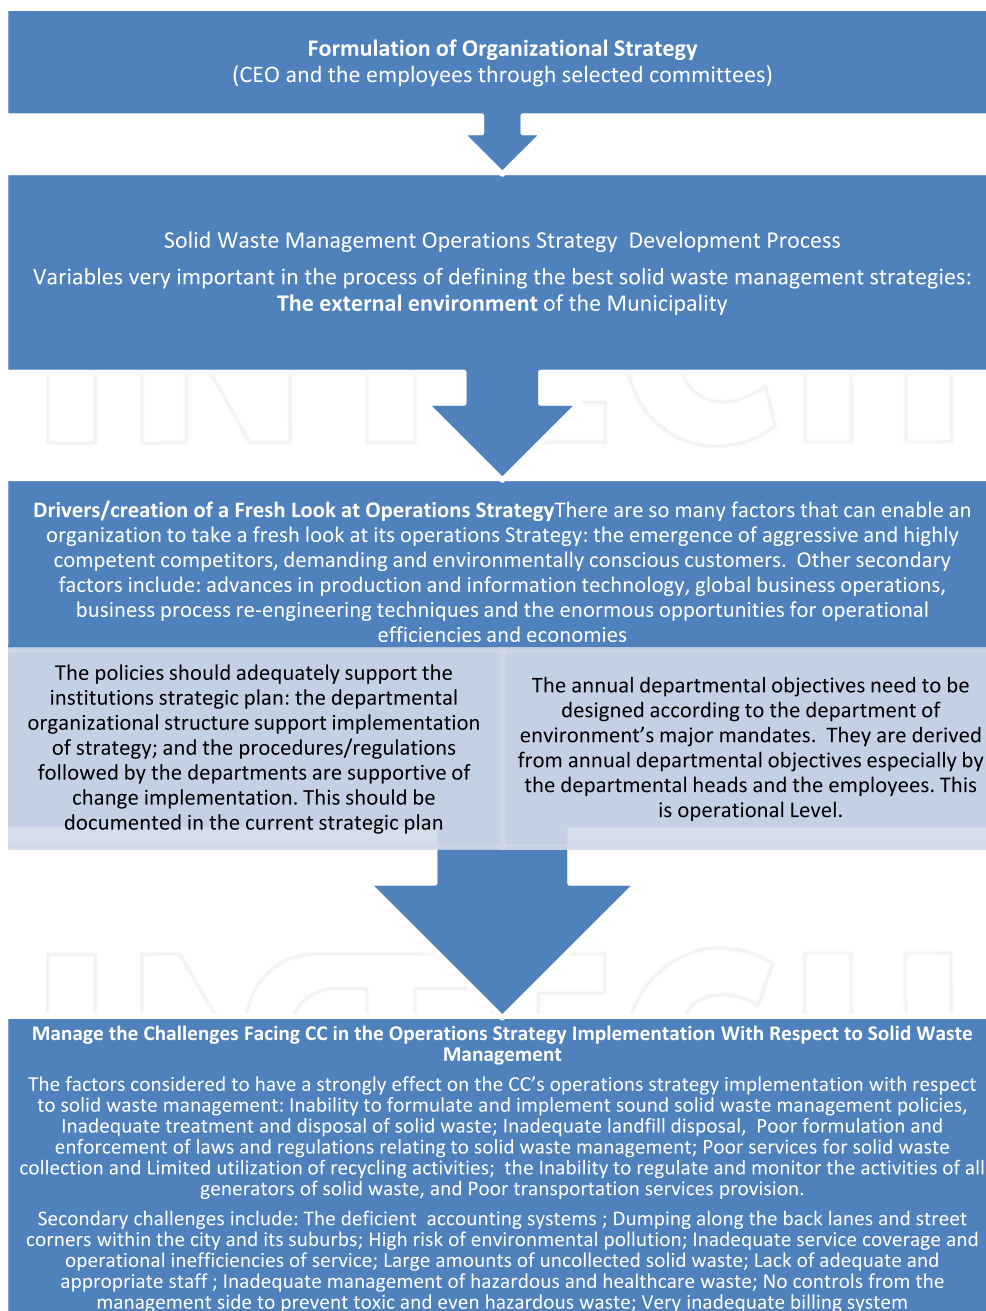 Formulation of Organizational Strategy
(CEO and the employees through selected committees)
Solid Waste Management Operations Strategy  Development Process
Variables very important in the process of defining the best solid waste management strategies:
The external environment of the Municipality
Drivers/creation of a Fresh Look at Operations StrategyThere are so many factors that can enable an
organization to take a fresh look at its operations Strategy: the emergence of aggressive and highly
competent competitors, demanding and environmentally conscious customers.  Other secondary
factors include: advances in production and information technology, global business operations,
business process re-engineering techniques and the enormous opportunities for operational
efficiencies and economies
The policies should adequately support the
institutions strategic plan: the departmental
organizational structure support implementation
of strategy; and the procedures/regulations
followed by the departments are supportive of
change implementation. This should be
documented in the current strategic plan
The annual departmental objectives need to be
designed according to the department of
environment's major mandates.  They are derived
from annual departmental objectives especially by
the departmental heads and the employees. This
is operational Level.
INTECH
INTECH
Manage the Challenges Facing CC in the Operations Strategy Implementation With Respect to Solid Waste
Management
The factors considered to have a strongly effect on the CC's operations strategy implementation with respect
to solid waste management: Inability to formulate and implement sound solid waste management policies,
Inadequate treatment and disposal of solid waste; Inadequate landfill disposal,  Poor formulation and
enforcement of laws and regulations relating to solid waste management; Poor services for solid waste
collection and Limited utilization of recycling activities;  the Inability to regulate and monitor the activities of all
generators of solid waste, and Poor transportation services provision.
Secondary challenges include: The deficient  accounting systems ; Dumping along the back lanes and street
corners within the city and its suburbs; High risk of environmental pollution; Inadequate service coverage and
operational inefficiencies of service; Large amounts of uncollected solid waste; Lack of adequate and
appropriate staff ; Inadequate management of hazardous and healthcare waste; No controls from the
management side to prevent toxic and even hazardous waste; Very inadequate billing system